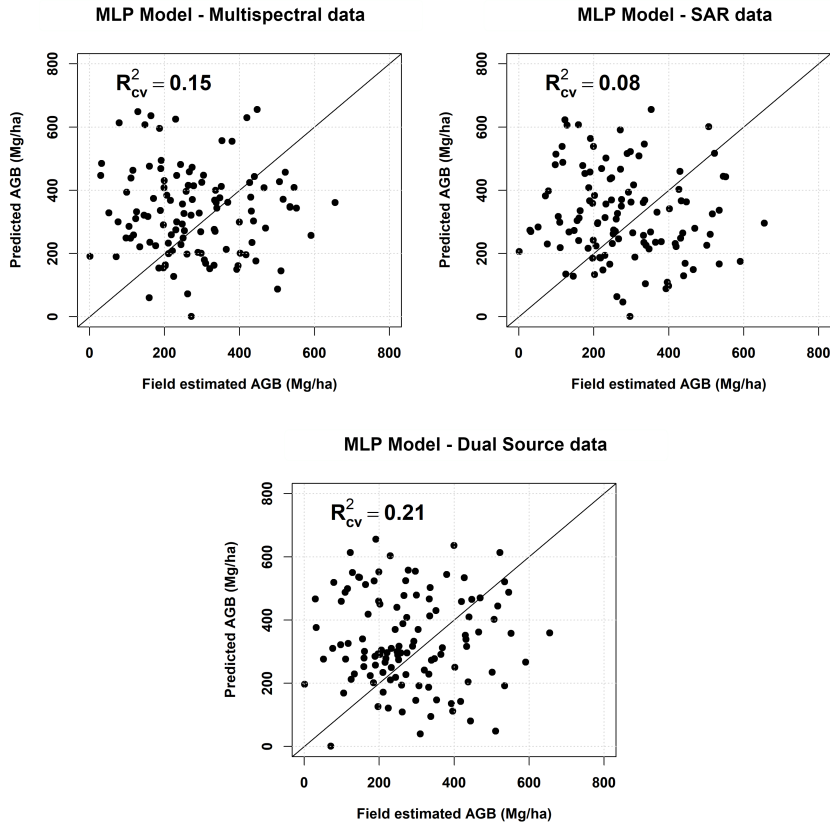 MLP Model - Multispectral data
R²cv = 0.15
Predicted AGB (Mg/ha)
800
600
400
200
0
0 200 400 600 800
Field estimated AGB (Mg/ha)
MLP Model - SAR data
R²cv = 0.08
Predicted AGB (Mg/ha)
800
600
400
200
0
0 200 400 600 800
Field estimated AGB (Mg/ha)
MLP Model - Dual Source data
R²cv = 0.21
Predicted AGB (Mg/ha)
800
600
400
200
0
0 200 400 600 800
Field estimated AGB (Mg/ha)